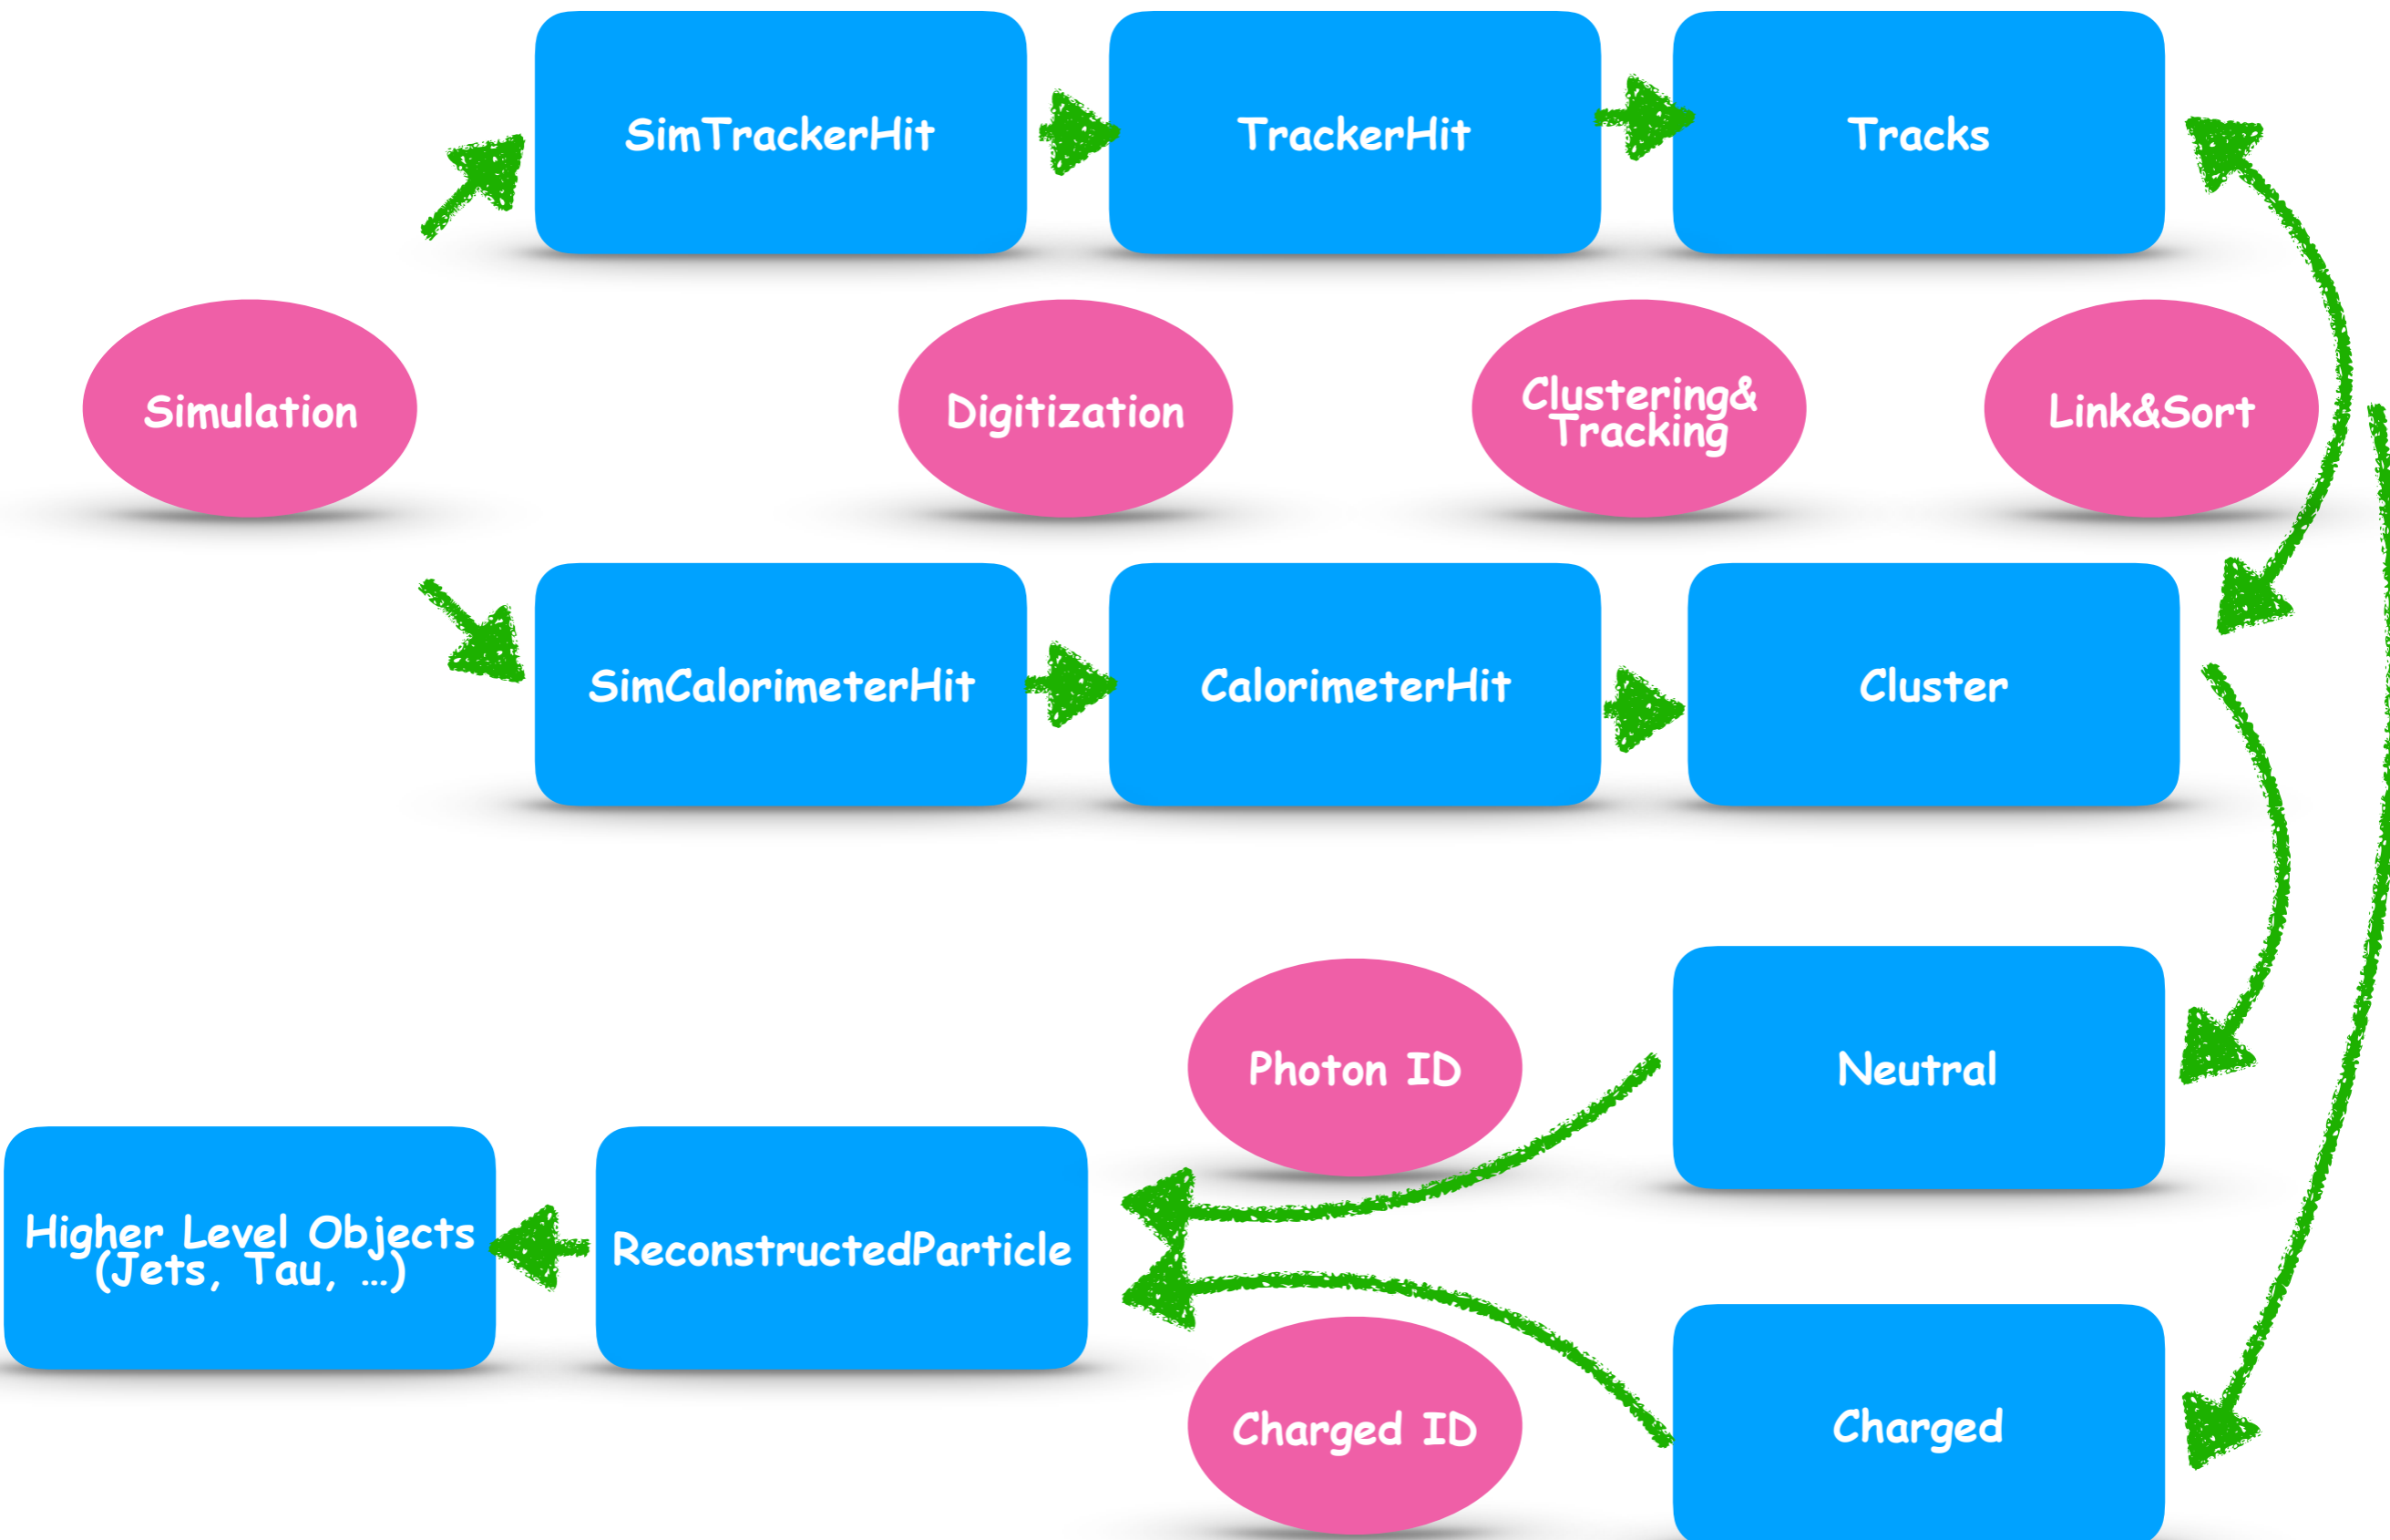 SimTrackerHit
TrackerHit
Tracks
Simulation
Digitization
Clustering&
Tracking
Link&Sort
SimCalorimeterHit
CalorimeterHit
Cluster
Photon ID
Neutral
Higher Level Objects
(Jets, Tau, …)
ReconstructedParticle
Charged ID
Charged